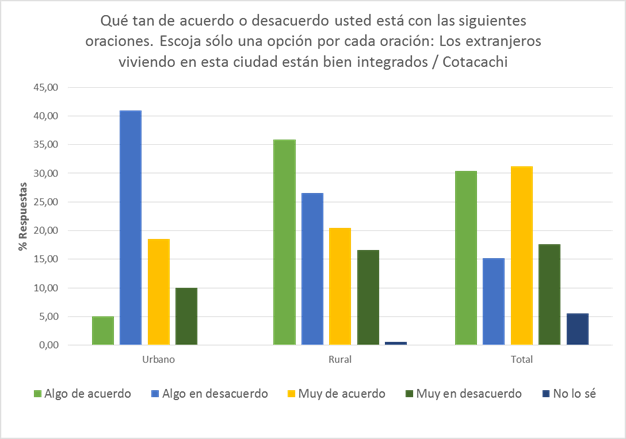 Qué tan de acuerdo o desacuerdo usted está con las siguientes
oraciones. Escoja sólo una opción por cada oración: Los extranjeros
viviendo en esta ciudad están bien integrados / Cotacachi
45,00
40,00
35,00
30,00
25,00
20,00
15,00
10,00
5,00
0,00
% Respuestas
Urbano Rural Total
Algo de acuerdo Algo en desacuerdo Muy de acuerdo Muy en desacuerdo No lo sé